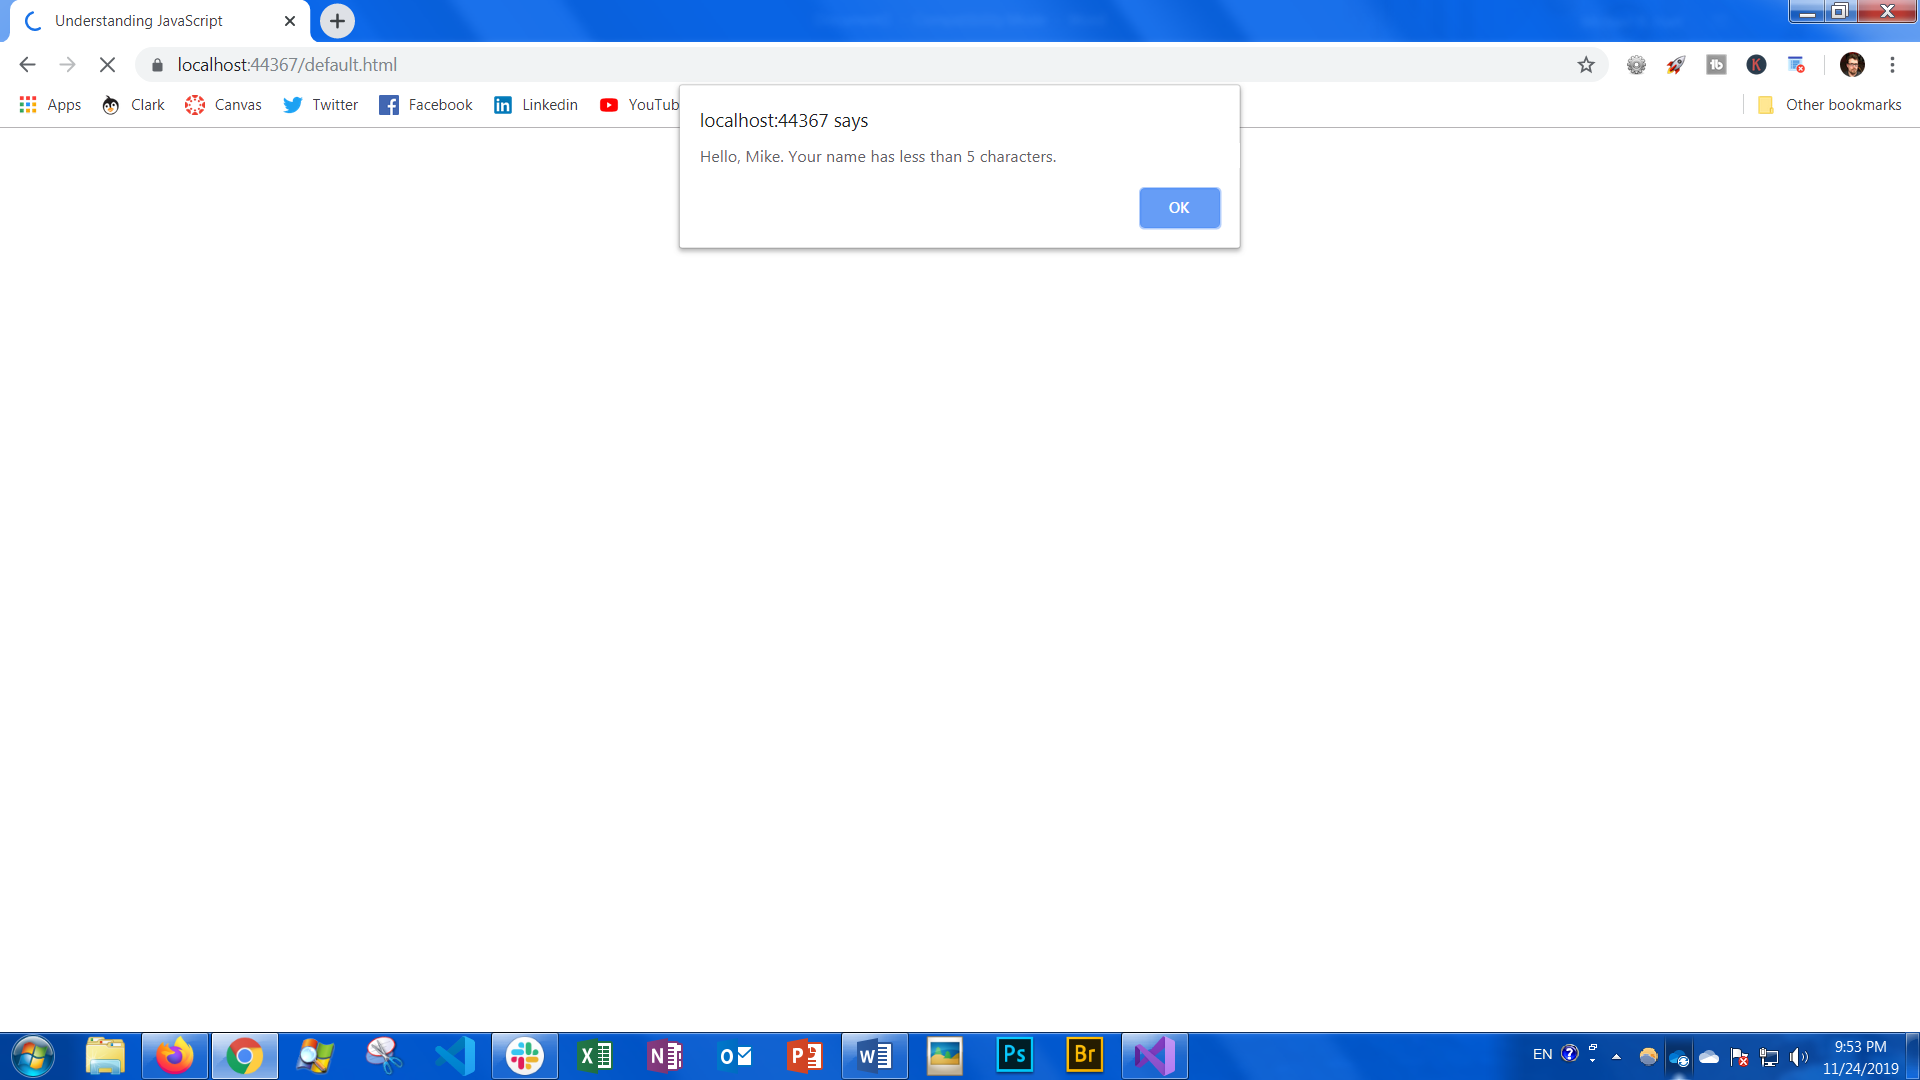 Understanding JavaScript
localhost:44367/default.html
Apps Clark Canvas Twitter Facebook Linkedin YouTub Other bookmarks
localhost:44367 says
Hello, Mike. Your name has less than 5 characters.
OK
EN
9:53 PM
11/24/2019